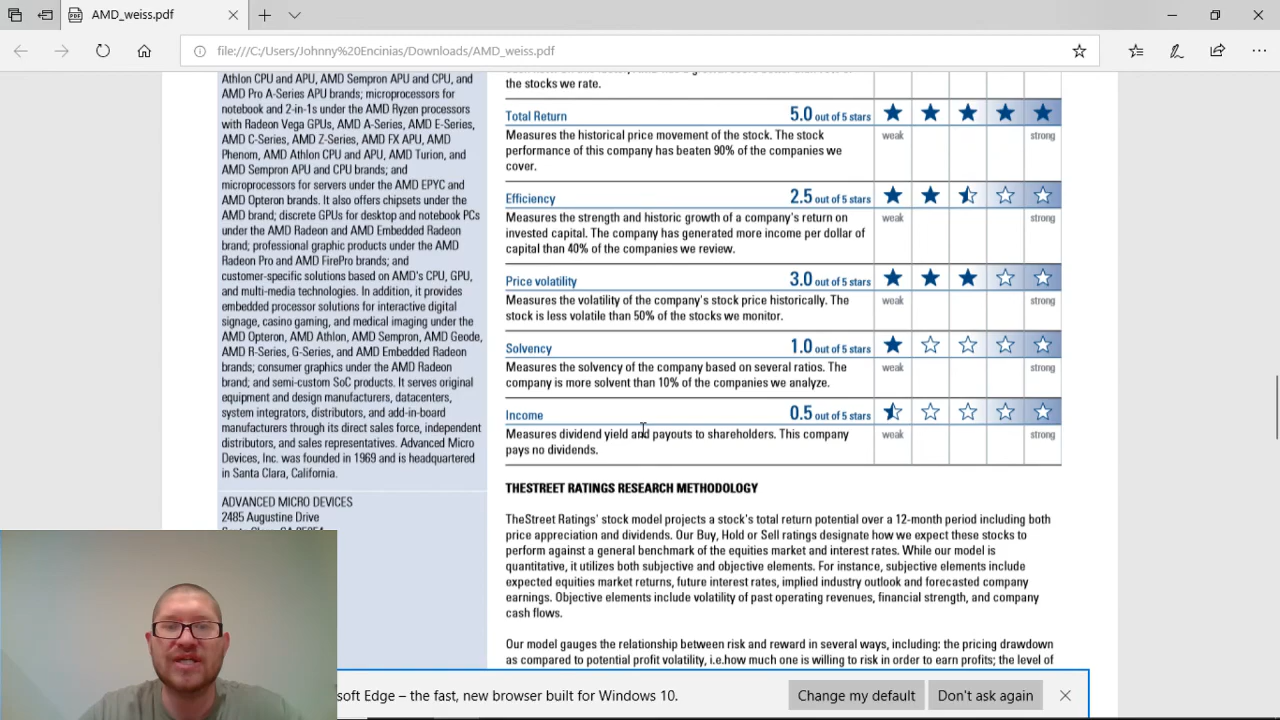 AMD_weiss.pdf
file:///C:/Users/Johnny%20Encinias/Downloads/AMD_weiss.pdf
Athlon CPU and APU, AMD Sempron APU and CPU, and
AMD Pro A-Series APU brands; microprocessors for
notebook and 2-in-1s under the AMD Ryzen processors
with Radeon Vega GPUs, AMD A-Series, AMD E-Series,
AMD C-Series, AMD Z-Series, AMD FX APU, AMD
Phenom, AMD Athlon CPU and APU, AMD Turion, and
AMD Sempron APU and CPU brands; and
microprocessors for servers under the AMD EPYC and
AMD Opteron brands. It also offers chipsets under the
AMD brand; discrete GPUs for desktop and notebook PCs
under the AMD Radeon and AMD Embedded Radeon
brand; professional graphic products under the AMD
Radeon Pro and AMD FirePro brands; and
customer-specific solutions based on AMD's CPU, GPU,
and multi-media technologies. In addition, it provides
embedded processor solutions for interactive digital
signage, casino gaming, and medical imaging under the
AMD Opteron, AMD Athlon, AMD Sempron, AMD Geode,
AMD R-Series, G-Series, and AMD Embedded Radeon
brands; consumer graphics under the AMD Radeon
brand; and semi-custom SoC products. It serves original
equipment and design manufacturers, datacenters,
system integrators, distributors, and add-in-board
manufacturers through its direct sales force, independent
distributors, and sales representatives. Advanced Micro
Devices, Inc. was founded in 1969 and is headquartered
in Santa Clara, California.
ADVANCED MICRO DEVICES
2485 Augustine Drive
the stocks we rate.
Total Return 5.0 out of 5 stars
Measures the historical price movement of the stock. The stock
performance of this company has beaten 90% of the companies we
cover.
weak strong
Efficiency 2.5 out of 5 stars
Measures the strength and historic growth of a company's return on
invested capital. The company has generated more income per dollar of
capital than 40% of the companies we review.
weak strong
Price volatility 3.0 out of 5 stars
Measures the volatility of the company's stock price historically. The
stock is less volatile than 50% of the stocks we monitor.
weak strong
Solvency 1.0 out of 5 stars
Measures the solvency of the company based on several ratios. The
company is more solvent than 10% of the companies we analyze.
weak strong
Income 0.5 out of 5 stars
Measures dividend yield and payouts to shareholders. This company
pays no dividends.
weak strong
THESTREET RATINGS RESEARCH METHODOLOGY
TheStreet Ratings' stock model projects a stock's total return potential over a 12-month period including both
price appreciation and dividends. Our Buy, Hold or Sell ratings designate how we expect these stocks to
perform against a general benchmark of the equities market and interest rates. While our model is
quantitative, it utilizes both subjective and objective elements. For instance, subjective elements include
expected equities market returns, future interest rates, implied industry outlook and forecasted company
earnings. Objective elements include volatility of past operating revenues, financial strength, and company
cash flows.
Our model gauges the relationship between risk and reward in several ways, including: the pricing drawdown
as compared to potential profit volatility, i.e.how much one is willing to risk in order to earn profits; the level of
soft Edge – the fast, new browser built for Windows 10.
Change my default
Don't ask again